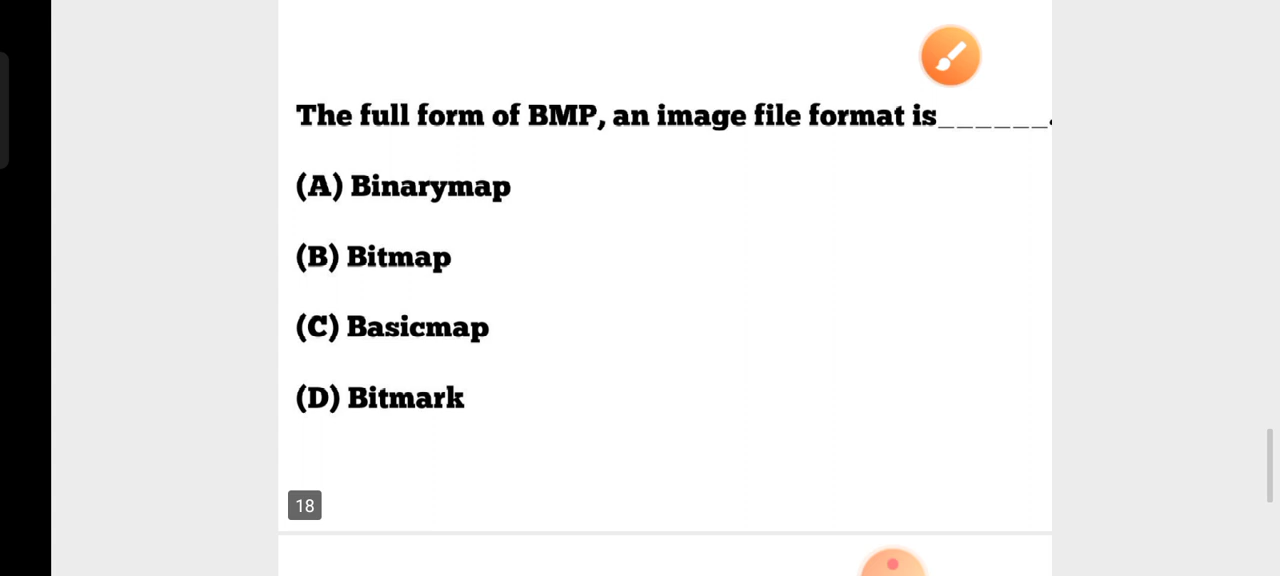 The full form of BMP, an image file format is______.
(A) Binarymap
(B) Bitmap
(C) Basicmap
(D) Bitmark
18